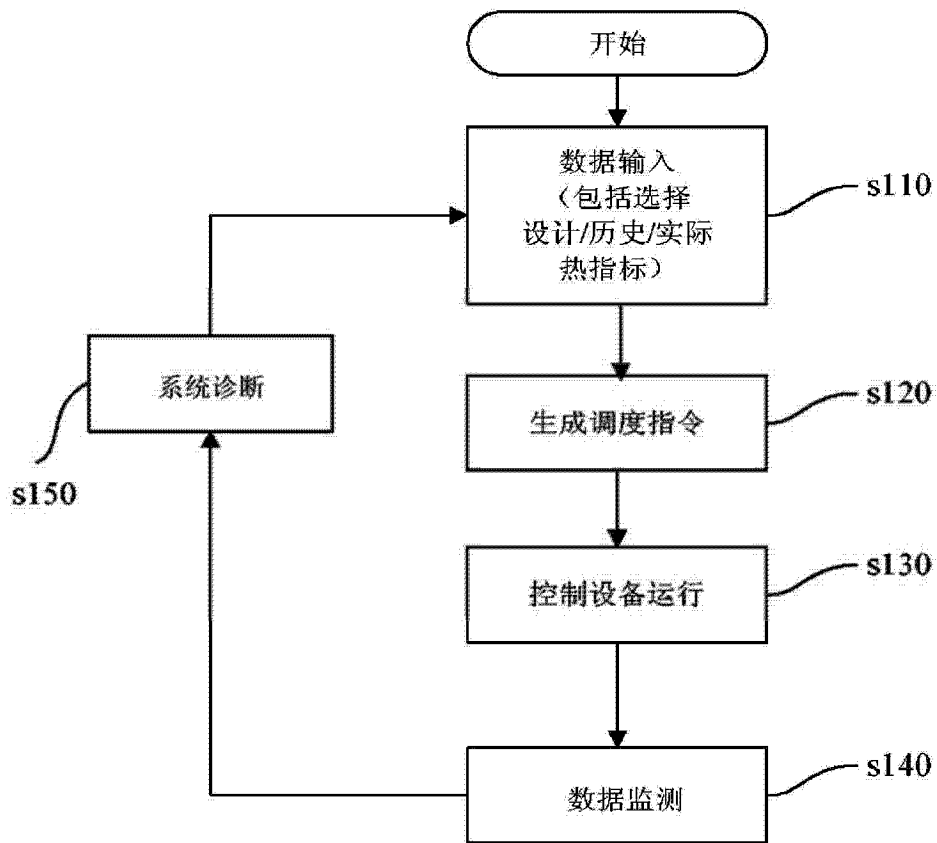 开始
数据输入
（包括选择
设计/历史/实际
热指标）
s110
系统诊断
s150
生成调度指令
s120
控制设备运行
s130
数据监测
s140